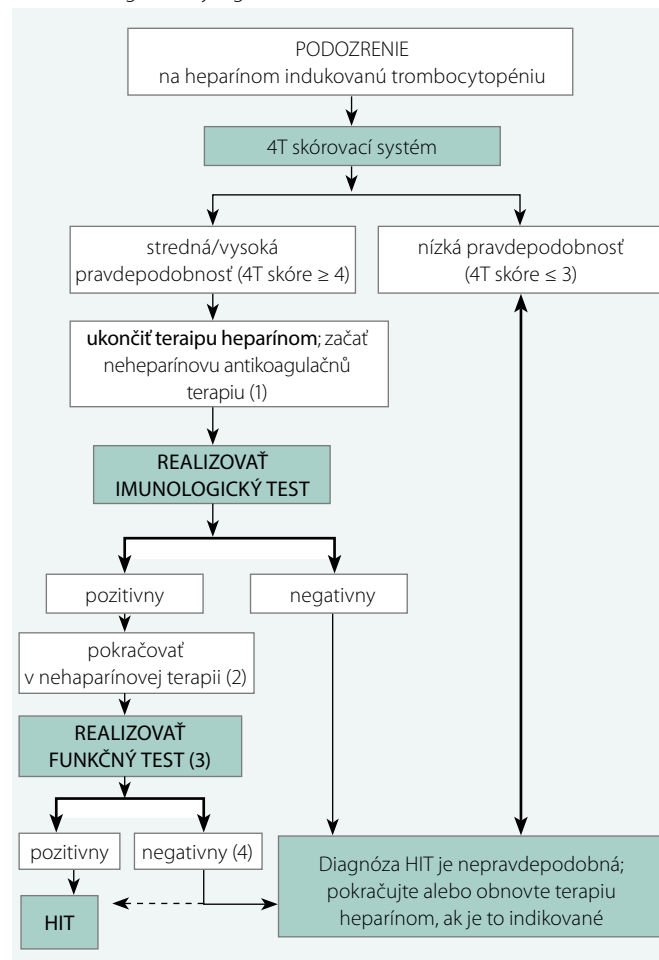 PODOZRENIE
na heparínom indukovanú trombocytopéniu
4T skórovací systém
stredná/vysoká
pravdepodobnosť (4T skóre ≥ 4)
nízká pravdepodobnosť
(4T skóre ≤ 3)
ukončiť teraipu heparínom; začať
neheparínovu antikoagulačnů
terapiu (1)
REALIZOVAŤ
IMUNOLOGICKÝ TEST
pozitivny
negativny
pokračovať
v nehaparínovej terapii (2)
REALIZOVAŤ
FUNKČNÝ TEST (3)
pozitivny
negativny (4)
Diagnóza HIT je nepravdepodobná;
pokračujte alebo obnovte terapiu
heparínom, ak je to indikované
HIT